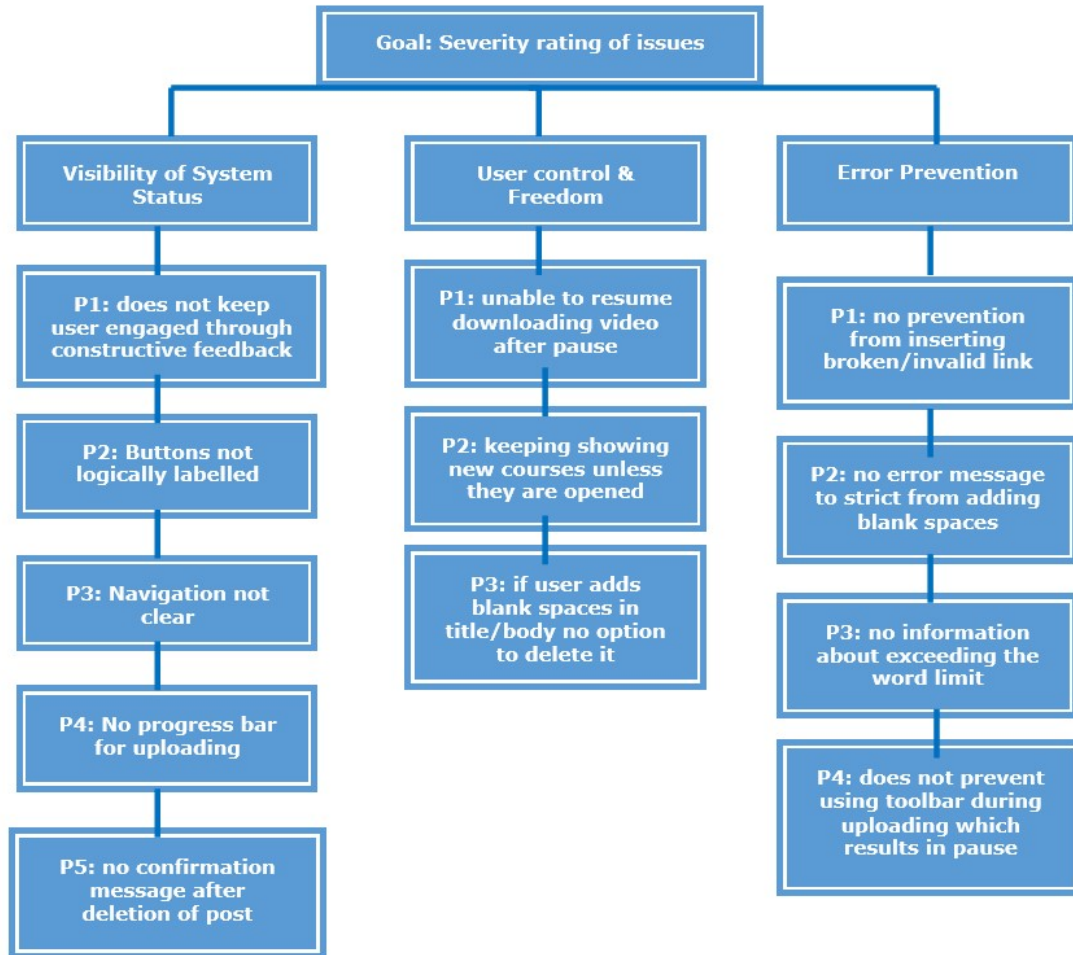 Goal: Severity rating of issues
Visibility of System
Status
P1: does not keep
user engaged through
constructive feedback
P2: Buttons not
logically labelled
P3: Navigation not
clear
P4: No progress bar
for uploading
P5: no confirmation
message after
deletion of post
User control &
Freedom
P1: unable to resume
downloading video
after pause
P2: keeping showing
new courses unless
they are opened
P3: if user adds
blank spaces in
title/body no option
to delete it
Error Prevention
P1: no prevention
from inserting
broken/invalid link
P2: no error message
to strict from adding
blank spaces
P3: no information
about exceeding the
word limit
P4: does not prevent
using toolbar during
uploading which
results in pause